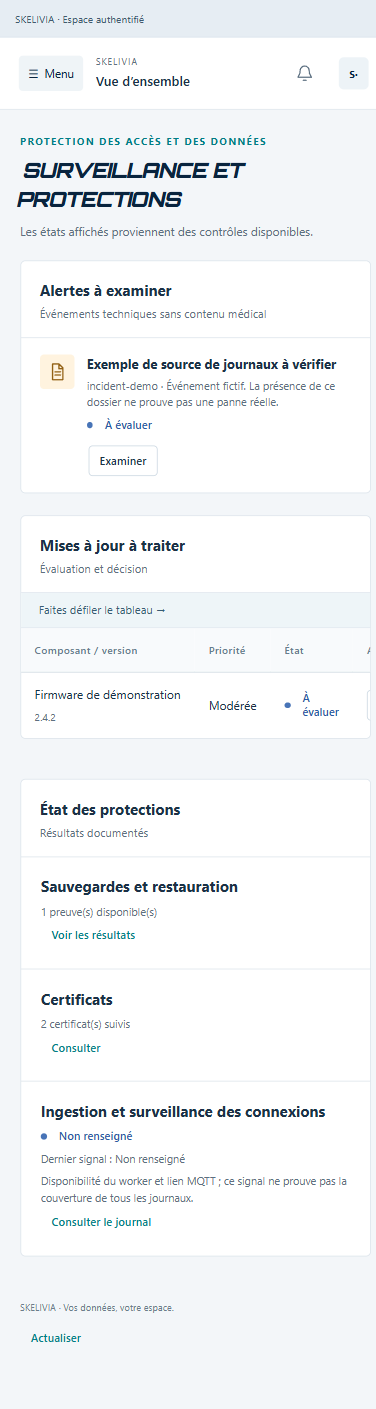 SKELIVIA · Espace authentifié
☰ Menu
SKELIVIA
Vue d’ensemble
S·
PROTECTION DES ACCÈS ET DES DONNÉES
SURVEILLANCE ET
PROTECTIONS
Les états affichés proviennent des contrôles disponibles.
Alertes à examiner
Événements techniques sans contenu médical
Exemple de source de journaux à vérifier
incident-demo · Événement fictif. La présence de ce
dossier ne prouve pas une panne réelle.
À évaluer
Examiner
Mises à jour à traiter
Évaluation et décision
Faites défiler le tableau →
Composant / version Priorité État
Firmware de démonstration
2.4.2
Modérée
À
évaluer
État des protections
Résultats documentés
Sauvegardes et restauration
1 preuve(s) disponible(s)
Voir les résultats
Certificats
2 certificat(s) suivis
Consulter
Ingestion et surveillance des connexions
Non renseigné
Dernier signal : Non renseigné
Disponibilité du worker et lien MQTT ; ce signal ne prouve pas la
couverture de tous les journaux.
Consulter le journal
SKELIVIA · Vos données, votre espace.
Actualiser